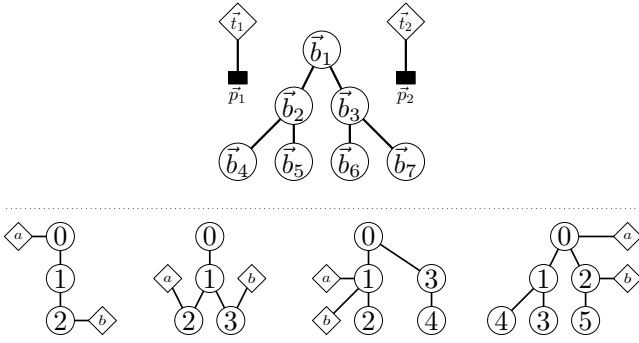 t⃗₁ t⃗₂
b⃗₁
p⃗₁ p⃗₂
b⃗₂ b⃗₃
b⃗₄ b⃗₅ b⃗₆ b⃗₇
a 0 0 0 0 a
1 a 1 b a 1 3 1 2 b
2 b 2 3 b 2 4 4 3 5